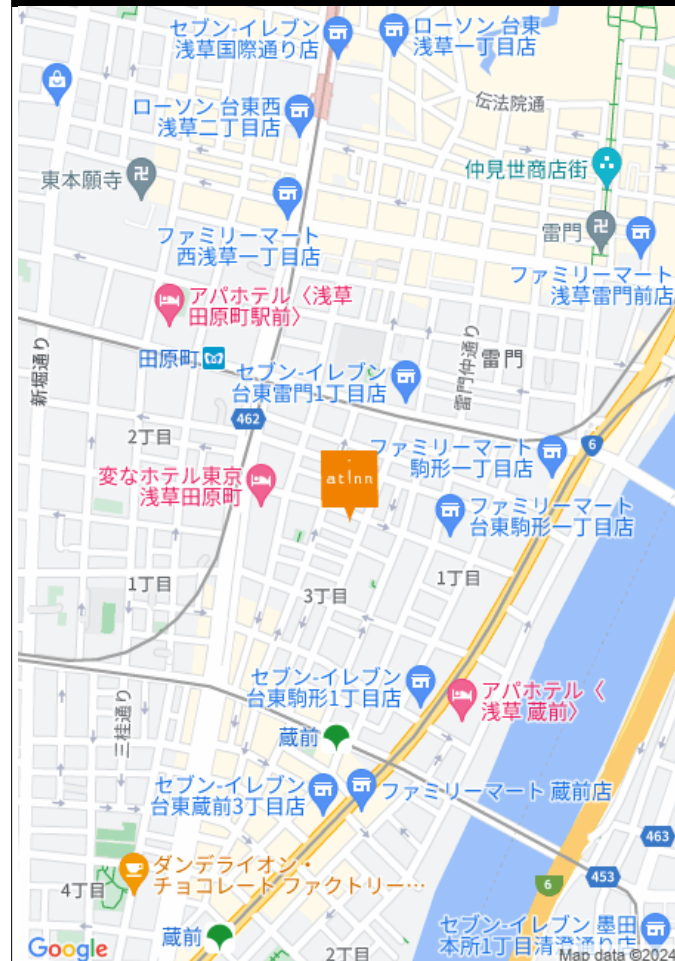 セブン-イレブン
浅草国際通り店
ローソン 台東
浅草一丁目店
ローソン 台東西
浅草二丁目店
伝法院通
東本願寺
仲見世商店街
ファミリーマート
西浅草一丁目店
雷門
ファミリーマート
浅草雷門前店
アパホテル〈浅草
田原町駅前〉
新堀通り
田原町
セブン-イレブン
台東雷門1丁目店
雷門仲通り
雷門
462
2丁目
ファミリーマート
駒形一丁目店
6
変なホテル東京
浅草田原町
atInn
ファミリーマート
台東駒形一丁目店
1丁目
3丁目
1丁目
セブン-イレブン
台東駒形1丁目店
アパホテル〈
浅草 蔵前〉
三桂通り
蔵前
セブン-イレブン
台東蔵前3丁目店
ファミリーマート 蔵前店
463
ダンデライオン・
チョコレート ファクトリー…
453
4丁目
6
蔵前
セブン-イレブン 墨田
本所1丁目清澄通り店
2丁目
Google
Map data ©2024